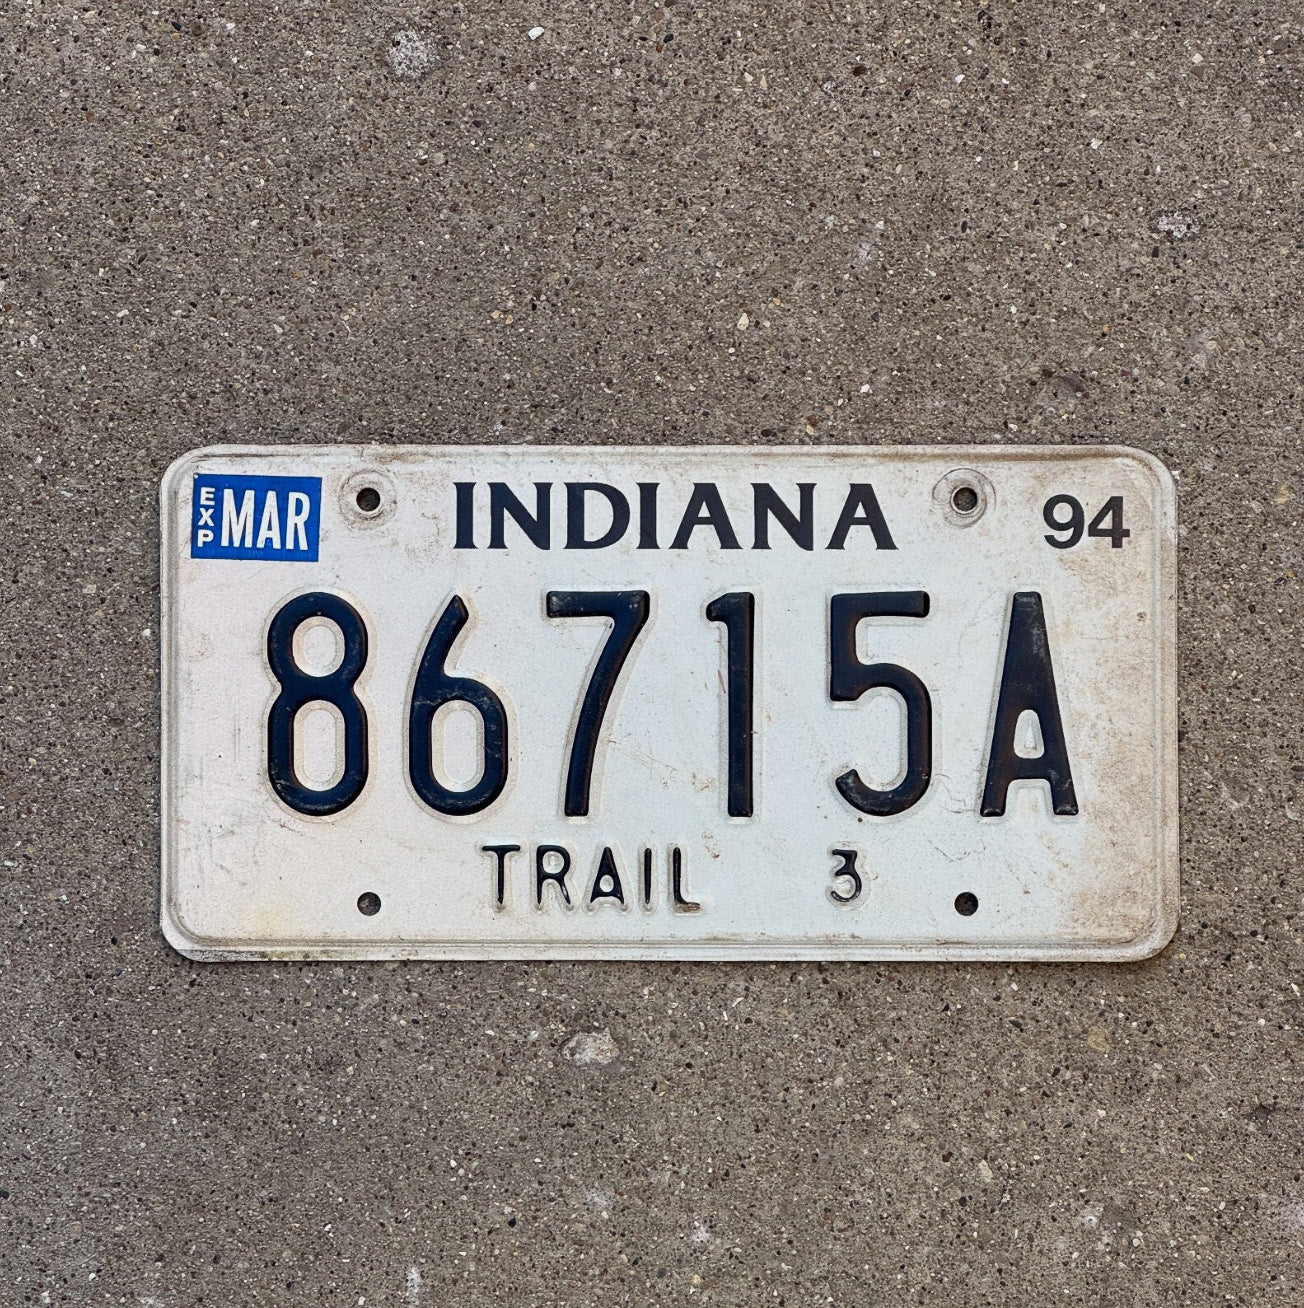 EXP MAR INDIANA 94
86715A
TRAIL 3